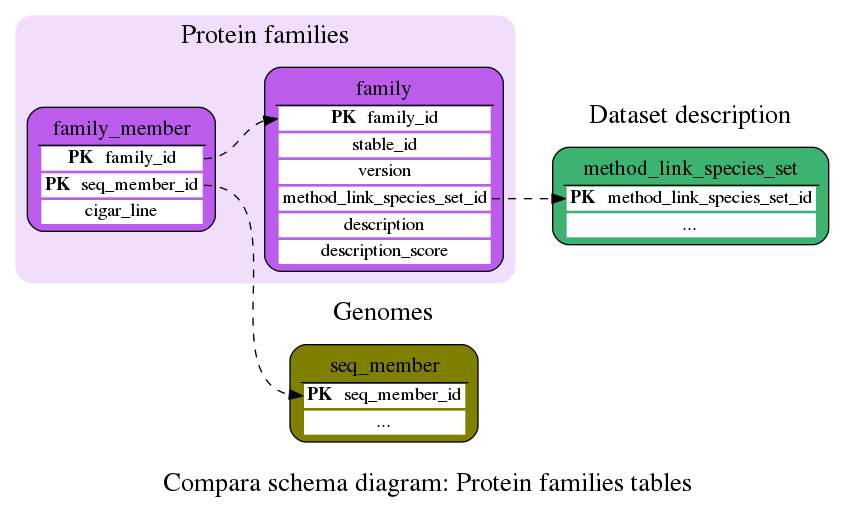 Protein families
family_member
PK family_id
PK seq_member_id
cigar_line
family
PK family_id
stable_id
version
method_link_species_set_id
description
description_score
Dataset description
method_link_species_set
PK method_link_species_set_id
...
Genomes
seq_member
PK seq_member_id
...
Compara schema diagram: Protein families tables